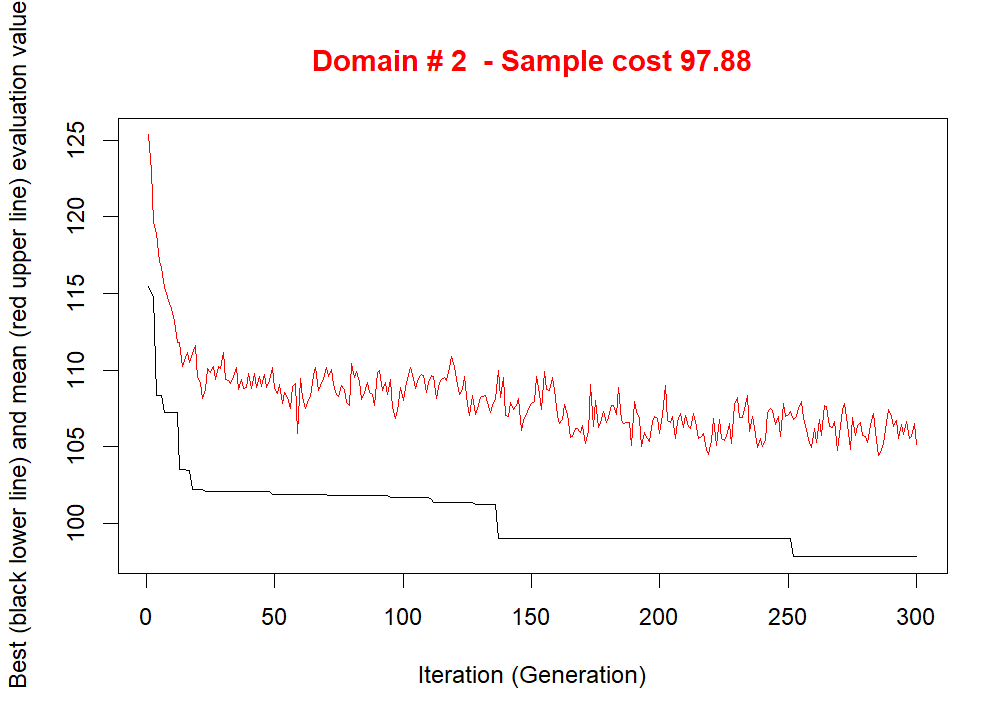 Domain # 2  - Sample cost 97.88
Best (black lower line) and mean (red upper line) evaluation value
125
120
115
110
105
100
0 50 100 150 200 250 300
Iteration (Generation)